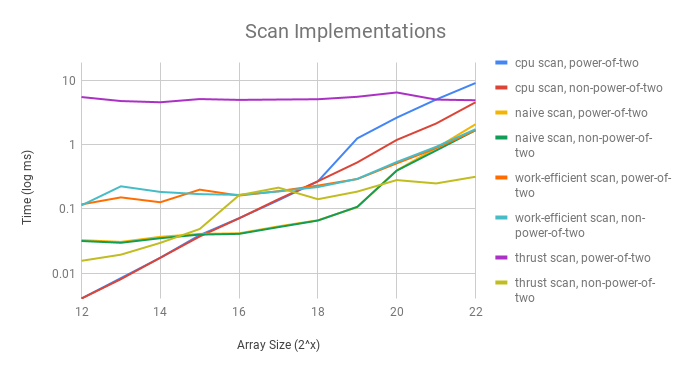 Scan Implementations
10
1
0.1
0.01
Time (log ms)
12
14
16
18
20
22
Array Size (2^x)
cpu scan, power-of-two
cpu scan, non-power-of-two
naive scan, power-of-two
naive scan, non-power-of-
two
work-efficient scan, power-of-
two
work-efficient scan, non-
power-of-two
thrust scan, power-of-two
thrust scan, non-power-of-
two